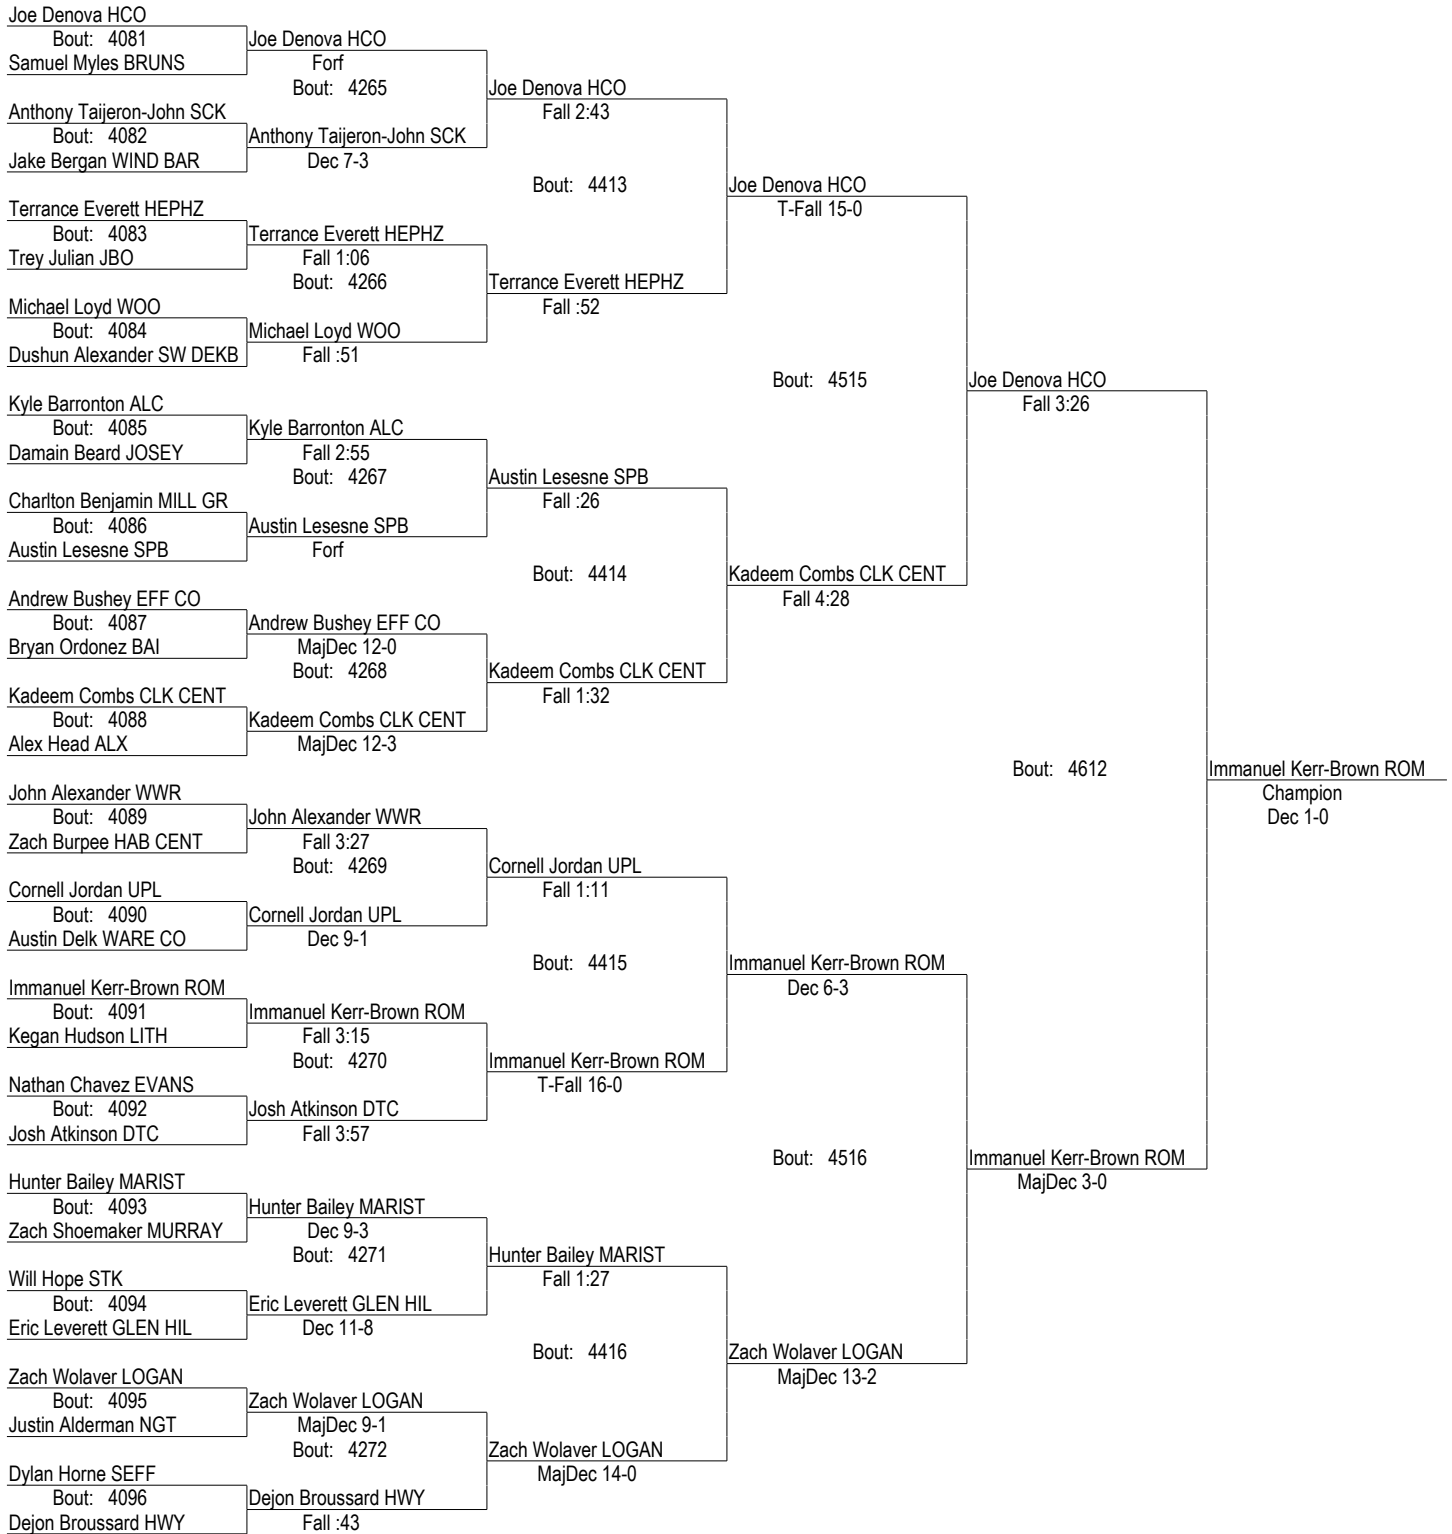 Joe Denova HCO
Bout: 4081
Samuel Myles BRUNS
Anthony Taijeron-John SCK
Bout: 4082
Jake Bergan WIND BAR
Terrance Everett HEPHZ
Bout: 4083
Trey Julian JBO
Michael Loyd WOO
Bout: 4084
Dushun Alexander SW DEKB
Kyle Barronton ALC
Bout: 4085
Damain Beard JOSEY
Charlton Benjamin MILL GR
Bout: 4086
Austin Lesesne SPB
Andrew Bushey EFF CO
Bout: 4087
Bryan Ordonez BAI
Kadeem Combs CLK CENT
Bout: 4088
Alex Head ALX
John Alexander WWR
Bout: 4089
Zach Burpee HAB CENT
Cornell Jordan UPL
Bout: 4090
Austin Delk WARE CO
Immanuel Kerr-Brown ROM
Bout: 4091
Kegan Hudson LITH
Nathan Chavez EVANS
Bout: 4092
Josh Atkinson DTC
Hunter Bailey MARIST
Bout: 4093
Zach Shoemaker MURRAY
Will Hope STK
Bout: 4094
Eric Leverett GLEN HIL
Zach Wolaver LOGAN
Bout: 4095
Justin Alderman NGT
Dylan Horne SEFF
Bout: 4096
Dejon Broussard HWY
Joe Denova HCO
Forf
Bout: 4265
Anthony Taijeron-John SCK
Dec 7-3
Terrance Everett HEPHZ
Fall 1:06
Bout: 4266
Michael Loyd WOO
Fall :51
Kyle Barronton ALC
Fall 2:55
Bout: 4267
Austin Lesesne SPB
Forf
Andrew Bushey EFF CO
MajDec 12-0
Bout: 4268
Kadeem Combs CLK CENT
MajDec 12-3
John Alexander WWR
Fall 3:27
Bout: 4269
Cornell Jordan UPL
Dec 9-1
Immanuel Kerr-Brown ROM
Fall 3:15
Bout: 4270
Josh Atkinson DTC
Fall 3:57
Hunter Bailey MARIST
Dec 9-3
Bout: 4271
Eric Leverett GLEN HIL
Dec 11-8
Zach Wolaver LOGAN
MajDec 9-1
Bout: 4272
Dejon Broussard HWY
Fall :43
Joe Denova HCO
Fall 2:43
Bout: 4413
Terrance Everett HEPHZ
Fall :52
Austin Lesesne SPB
Fall :26
Bout: 4414
Kadeem Combs CLK CENT
Fall 1:32
Cornell Jordan UPL
Fall 1:11
Bout: 4415
Immanuel Kerr-Brown ROM
T-Fall 16-0
Hunter Bailey MARIST
Fall 1:27
Bout: 4416
Zach Wolaver LOGAN
MajDec 14-0
Joe Denova HCO
T-Fall 15-0
Bout: 4515
Kadeem Combs CLK CENT
Fall 4:28
Immanuel Kerr-Brown ROM
Dec 6-3
Bout: 4516
Zach Wolaver LOGAN
MajDec 13-2
Joe Denova HCO
Fall 3:26
Bout: 4612
Immanuel Kerr-Brown ROM
MajDec 3-0
Immanuel Kerr-Brown ROM
Champion
Dec 1-0